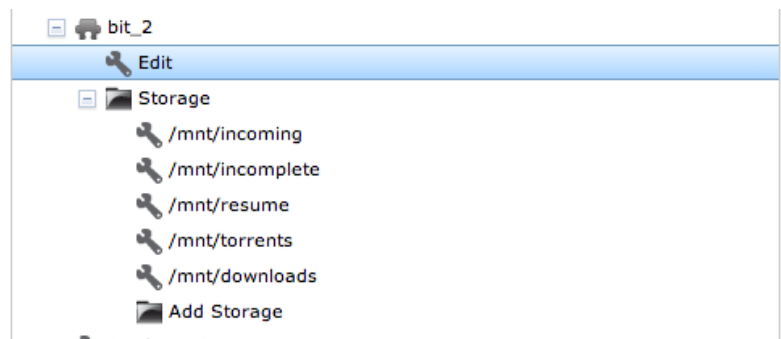 bit_2
Edit
Storage
/mnt/incoming
/mnt/incomplete
/mnt/resume
/mnt/torrents
/mnt/downloads
Add Storage